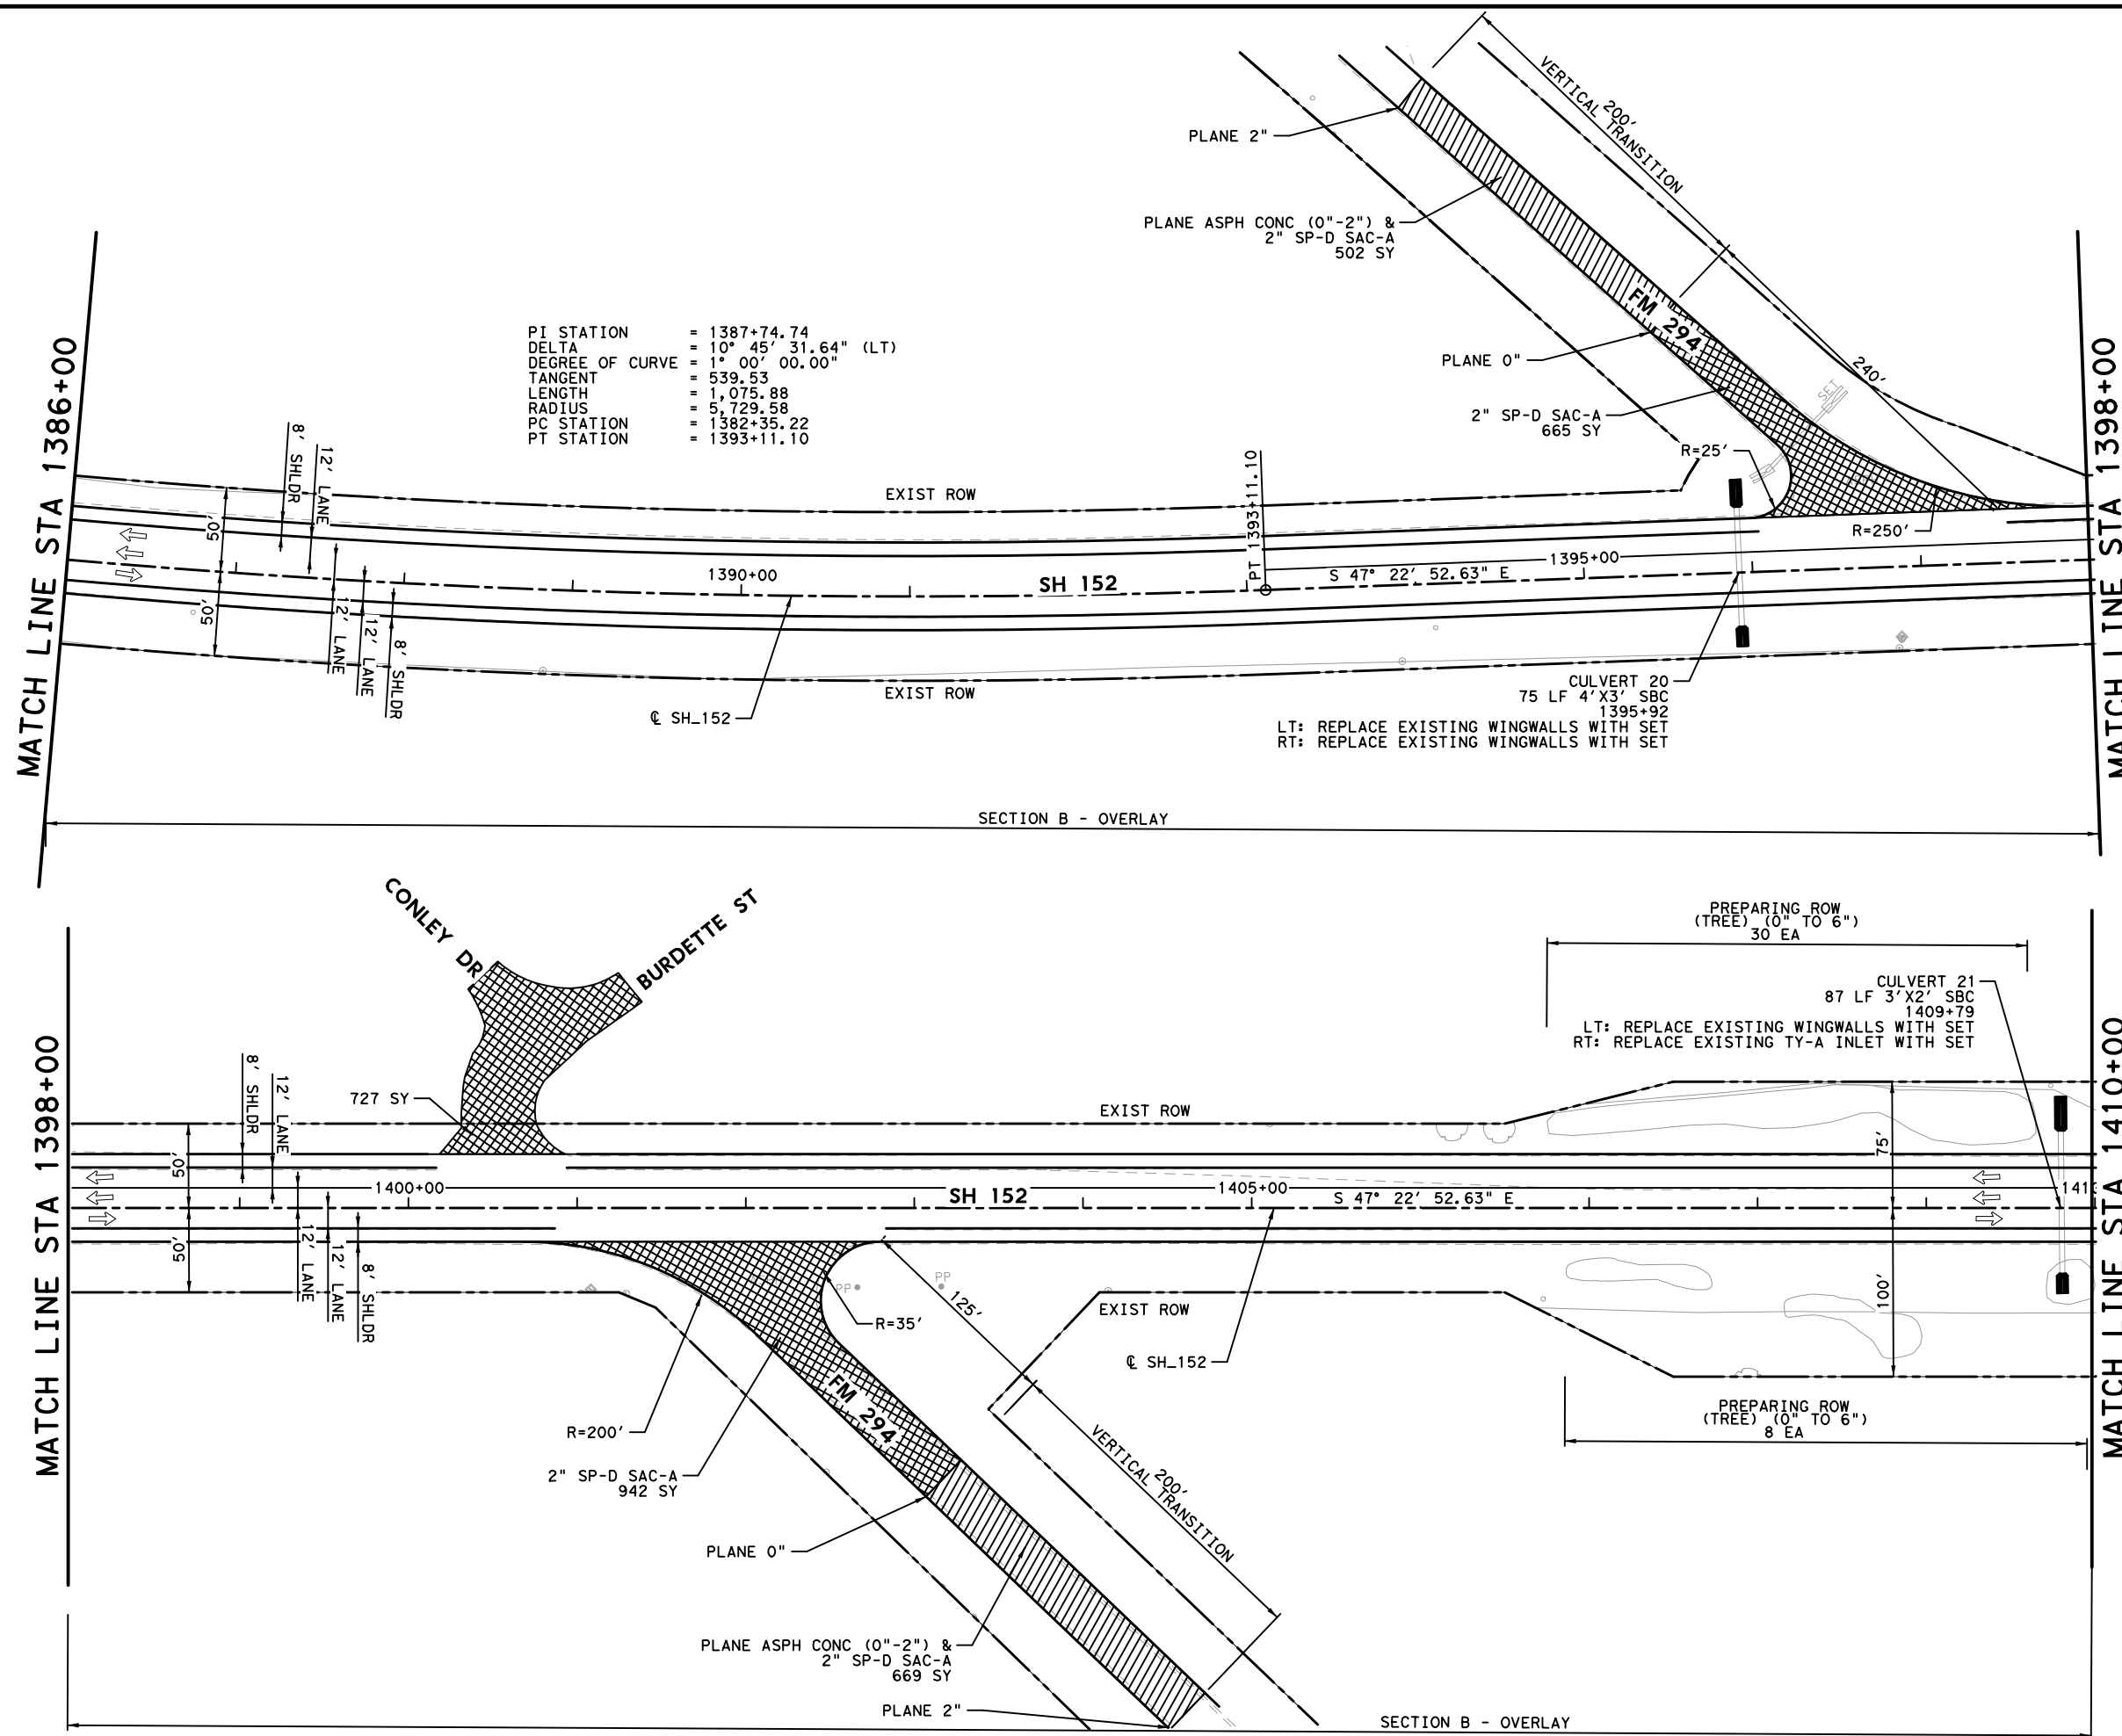 VERTICAL TRANSITION
200'
PLANE 2"
PLANE ASPH CONC (0"-2") &
2" SP-D SAC-A
502 SY
FM 294
PI STATION = 1387+74.74
DELTA = 10° 45' 31.64" (LT)
DEGREE OF CURVE = 1° 00' 00.00"
TANGENT = 539.53
LENGTH = 1,075.88
RADIUS = 5,729.58
PC STATION = 1382+35.22
PT STATION = 1393+11.10
PLANE 0"
240'
SET
2" SP-D SAC-A
665 SY
R=25'
R=250'
MATCH LINE STA 1386+00
MATCH LINE STA 1398+00
8' SHLDR
12' LANE
50'
50'
12' LANE
12' LANE
8' SHLDR
EXIST ROW
PT 1393+11.10
1390+00
SH 152
S 47° 22' 52.63" E
1395+00
EXIST ROW
℄ SH_152
CULVERT 20
75 LF 4'X3' SBC
1395+92
LT: REPLACE EXISTING WINGWALLS WITH SET
RT: REPLACE EXISTING WINGWALLS WITH SET
SECTION B - OVERLAY
CONLEY DR
BURDETTE ST
PREPARING ROW
(TREE) (0" TO 6")
30 EA
CULVERT 21
87 LF 3'X2' SBC
1409+79
LT: REPLACE EXISTING WINGWALLS WITH SET
RT: REPLACE EXISTING TY-A INLET WITH SET
MATCH LINE STA 1398+00
MATCH LINE STA 1410+00
8' SHLDR
12' LANE
727 SY
EXIST ROW
50'
50'
75'
100'
1400+00
SH 152
1405+00
S 47° 22' 52.63" E
141
12' LANE
12' LANE
8' SHLDR
PP
PP
R=35'
125'
EXIST ROW
℄ SH_152
R=200'
FM 294
2" SP-D SAC-A
942 SY
VERTICAL TRANSITION
200'
PREPARING ROW
(TREE) (0" TO 6")
8 EA
PLANE 0"
PLANE ASPH CONC (0"-2") &
2" SP-D SAC-A
669 SY
PLANE 2"
SECTION B - OVERLAY